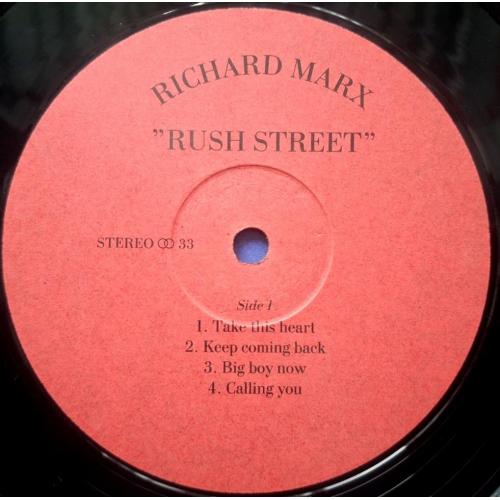 RICHARD MARX
”RUSH STREET”
STEREO ⚭ 33
Side 1
1. Take this heart
2. Keep coming back
3. Big boy now
4. Calling you